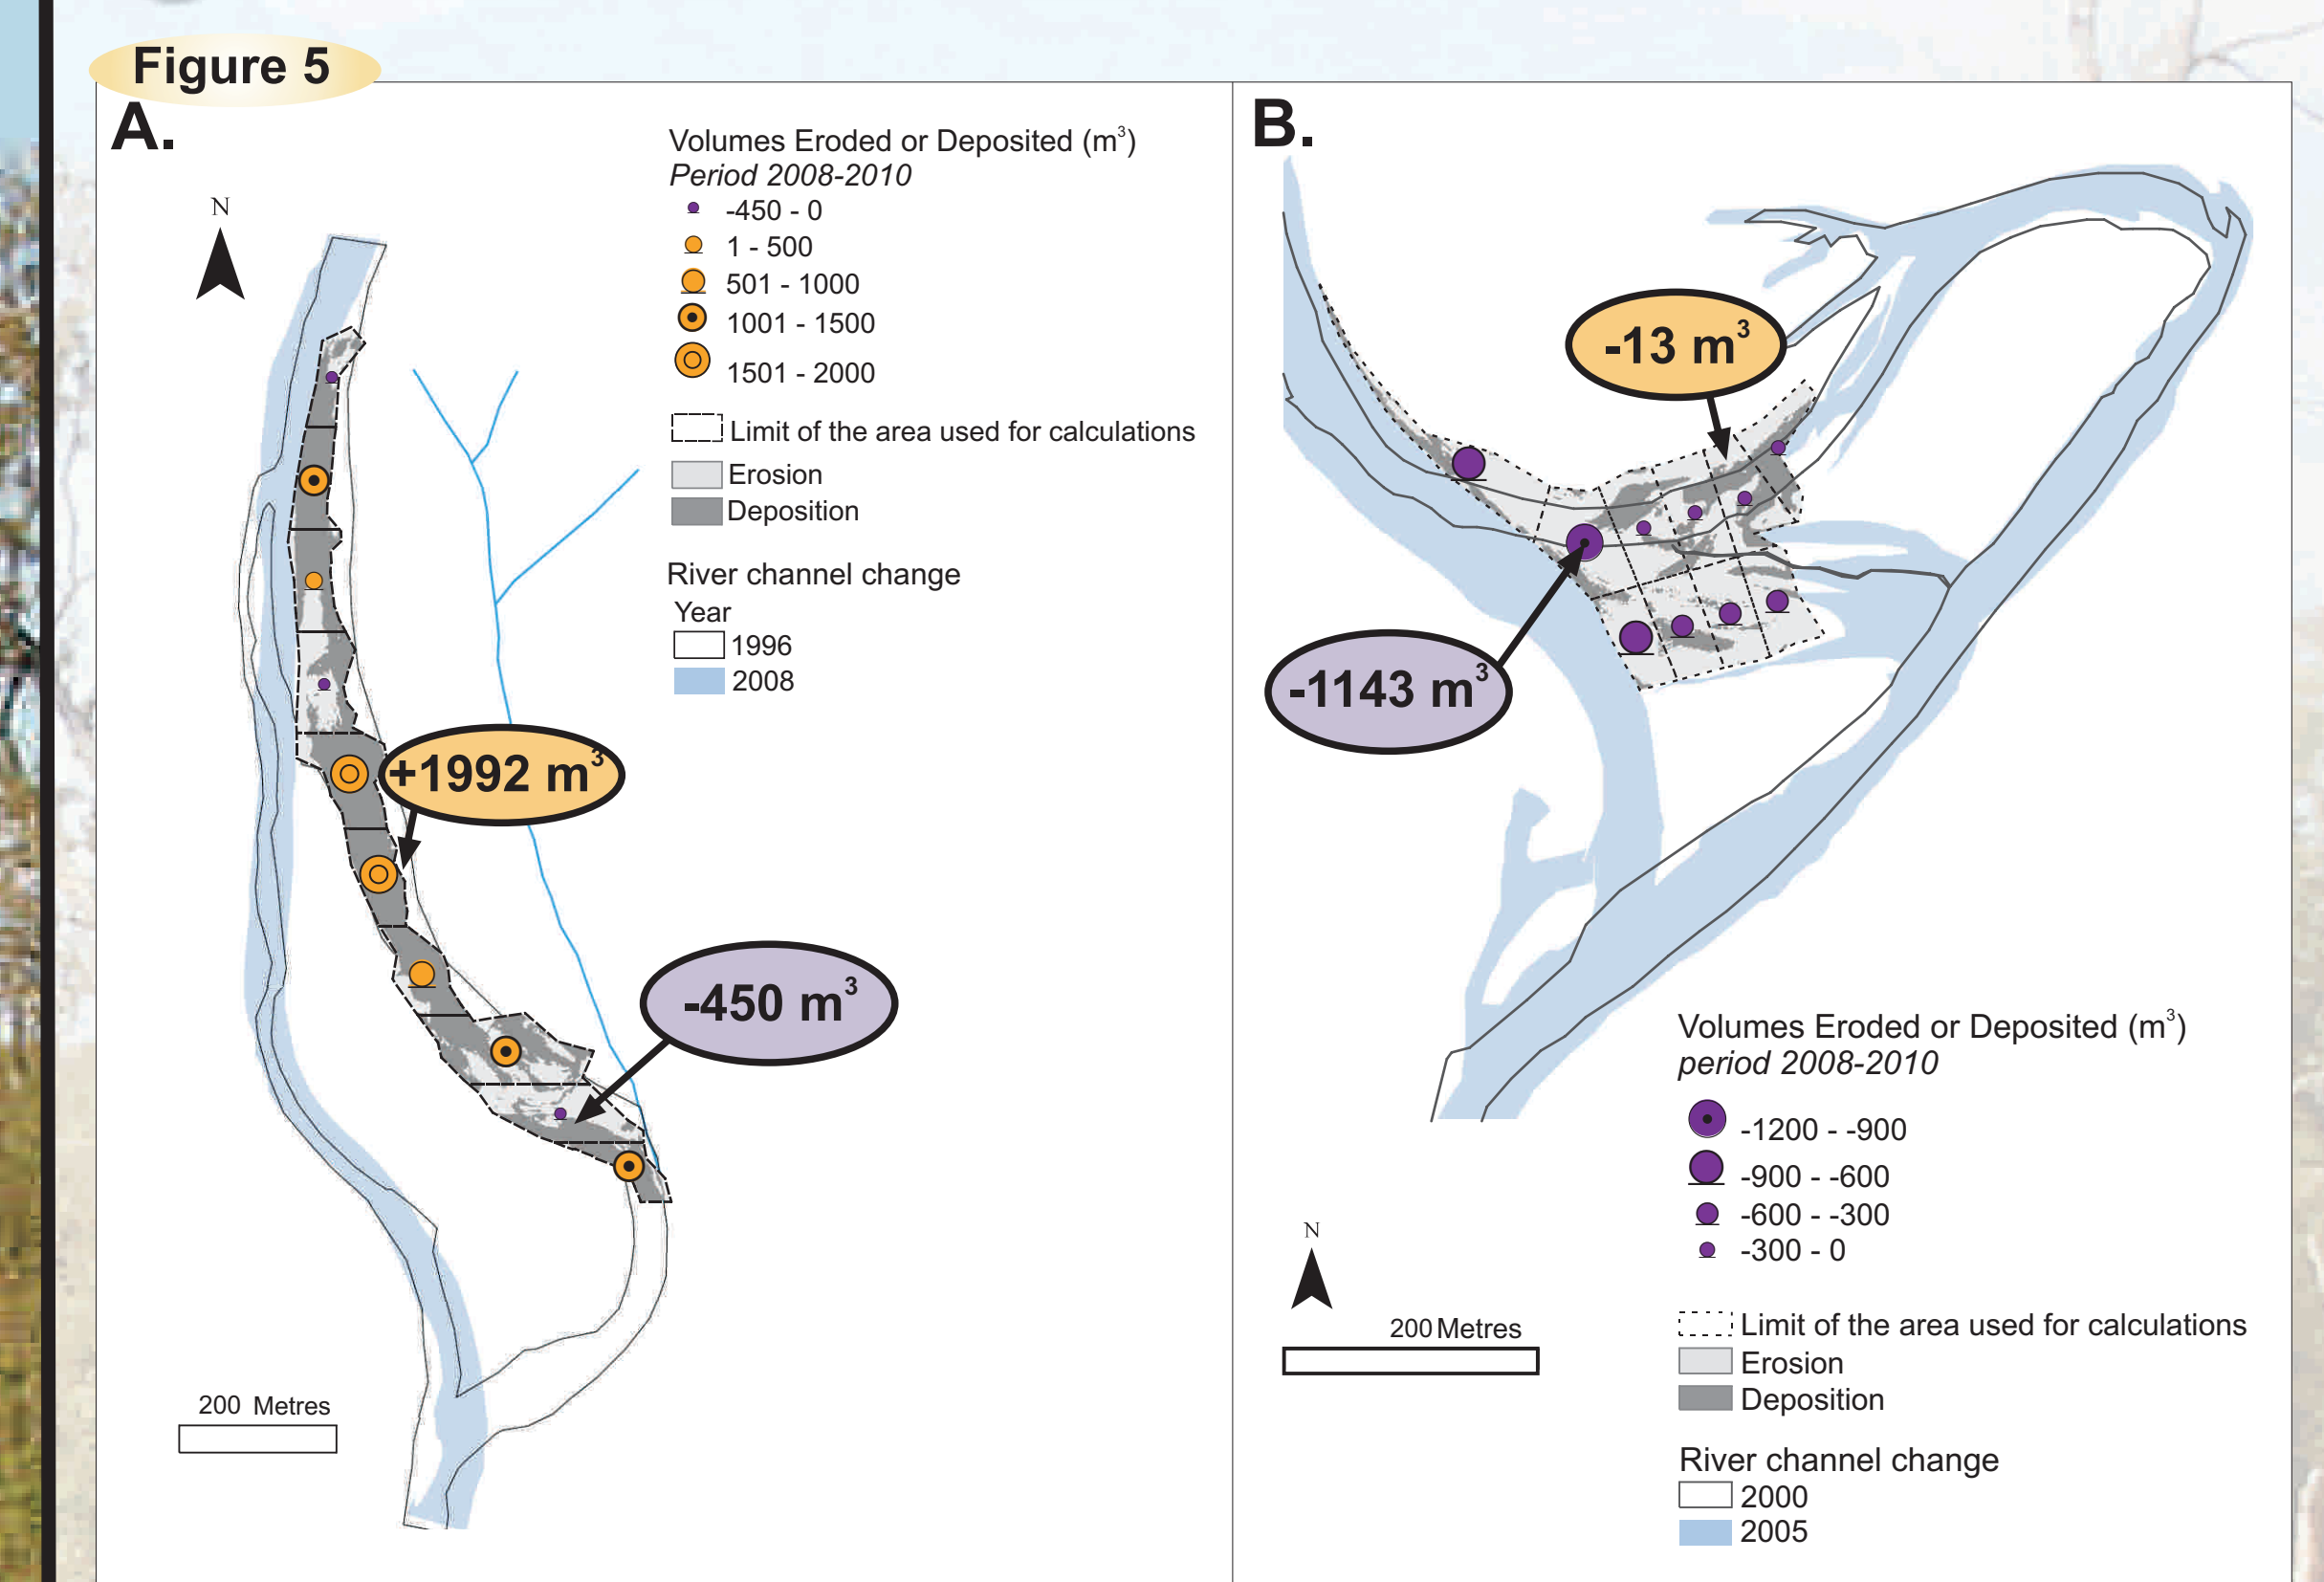 Figure 5
A.
Volumes Eroded or Deposited (m³)
Period 2008-2010
N
-450 - 0
1 - 500
501 - 1000
1001 - 1500
1501 - 2000
Limit of the area used for calculations
Erosion
Deposition
River channel change
Year
1996
2008
+1992 m³
-450 m³
200 Metres
B.
-13 m³
-1143 m³
Volumes Eroded or Deposited (m³)
period 2008-2010
-1200 - -900
-900 - -600
-600 - -300
-300 - 0
N
200 Metres
Limit of the area used for calculations
Erosion
Deposition
River channel change
2000
2005